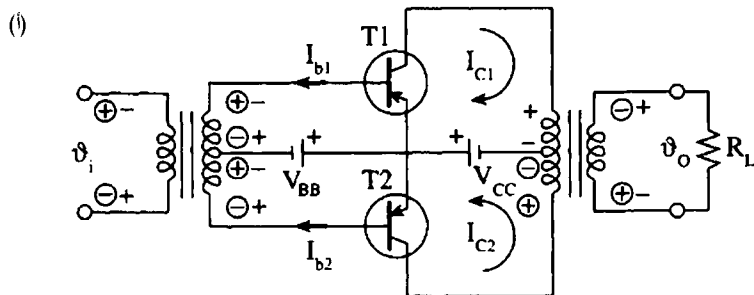 (i)
T1
I_b1
I_C1
⊕- ⊕-
+
⊖+
+ + -
ϑ_i ⊕- ⊖ ϑ_o R_L
V_BB V_CC
⊖+ T2 ⊖+ ⊕ ⊕-
I_b2
I_C2